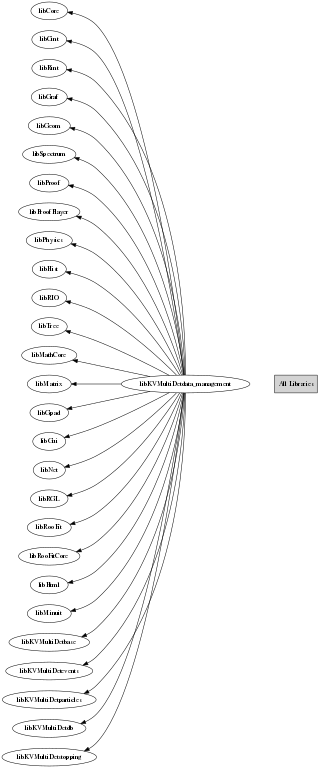 libCore
libCint
libRint
libGraf
libGeom
libSpectrum
libProof
libProofPlayer
libPhysics
libHist
libRIO
libTree
libMathCore
libMatrix
libKVMultiDetdata_management
All Libraries
libGpad
libGui
libNet
libRGL
libRooFit
libRooFitCore
libHtml
libMinuit
libKVMultiDetbase
libKVMultiDetevents
libKVMultiDetparticles
libKVMultiDetdb
libKVMultiDetstopping